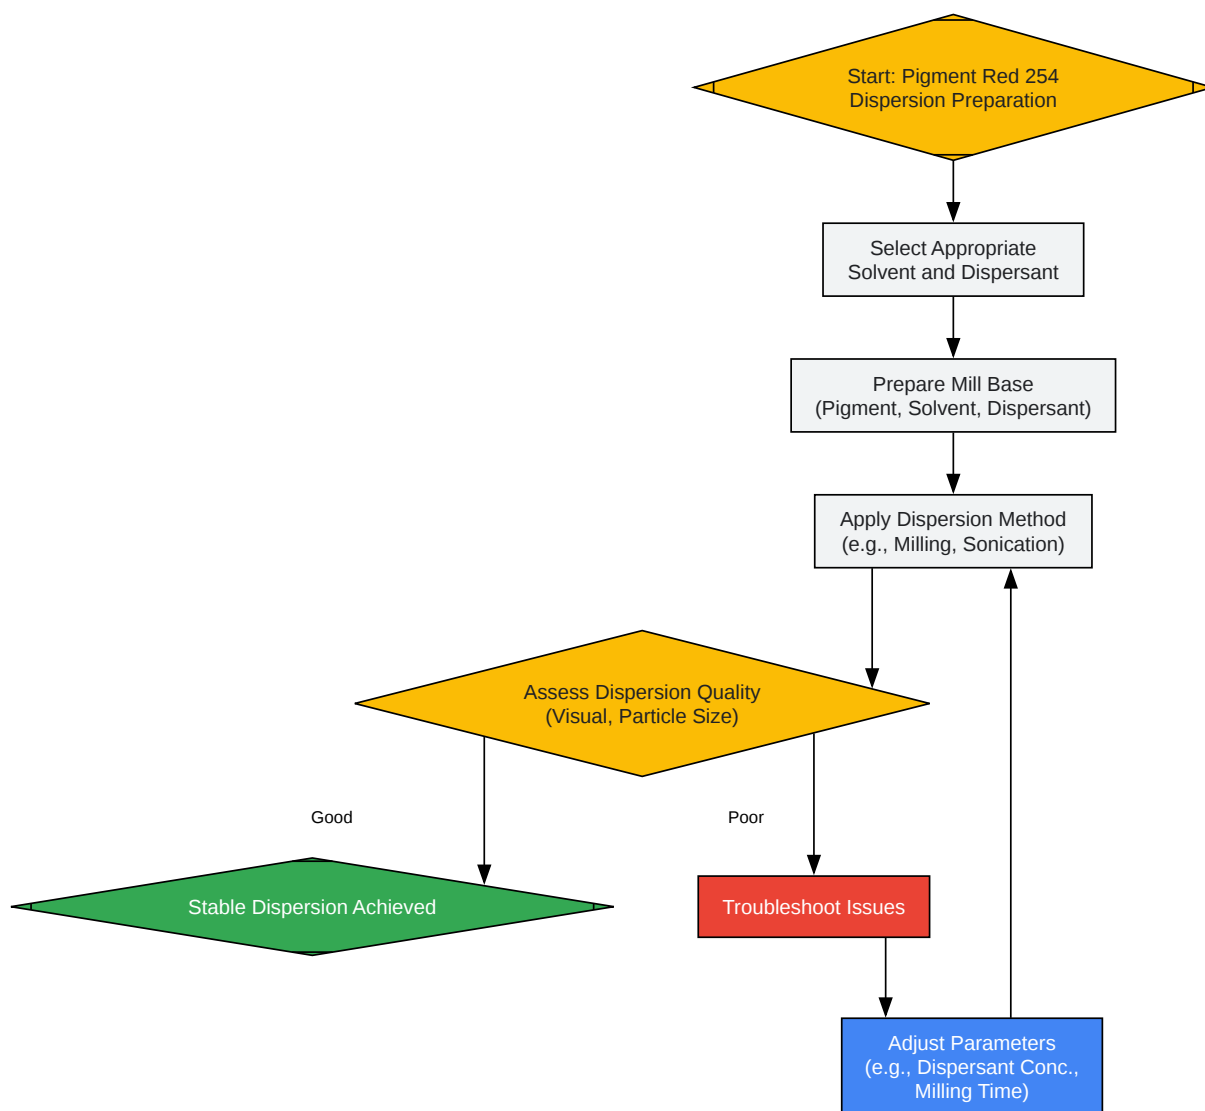 Start: Pigment Red 254
Dispersion Preparation
Select Appropriate
Solvent and Dispersant
Prepare Mill Base
(Pigment, Solvent, Dispersant)
Apply Dispersion Method
(e.g., Milling, Sonication)
Assess Dispersion Quality
(Visual, Particle Size)
Good
Poor
Stable Dispersion Achieved
Troubleshoot Issues
Adjust Parameters
(e.g., Dispersant Conc.,
Milling Time)